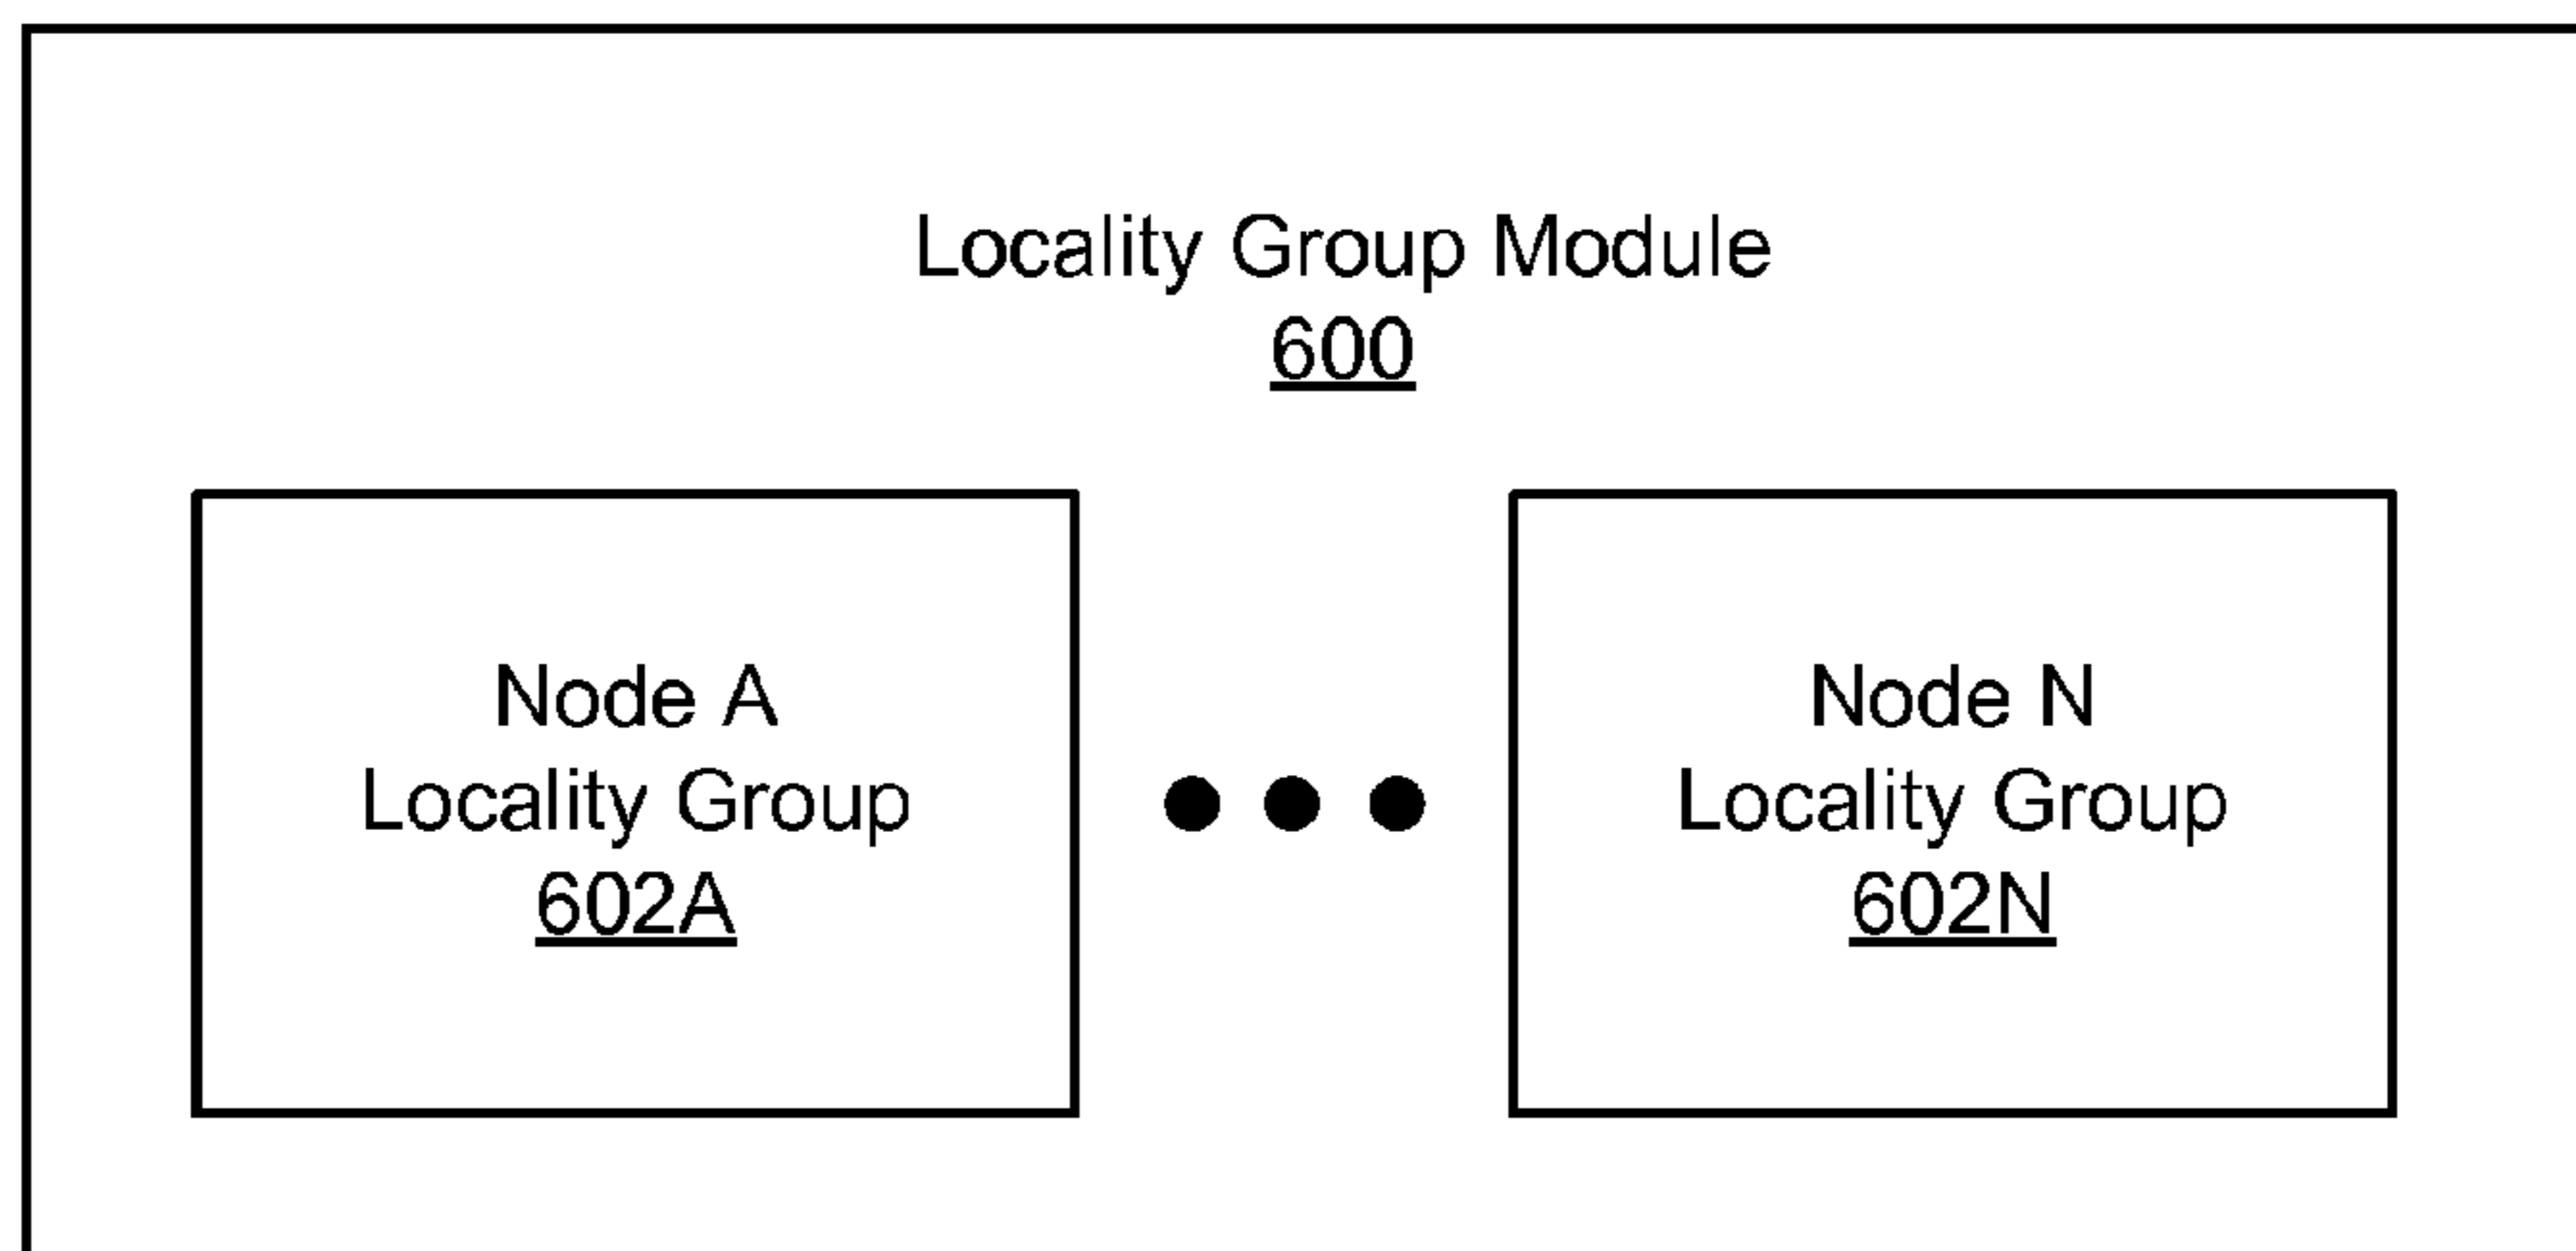 Locality Group Module
600
Node A
Locality Group
602A
Node N
Locality Group
602N